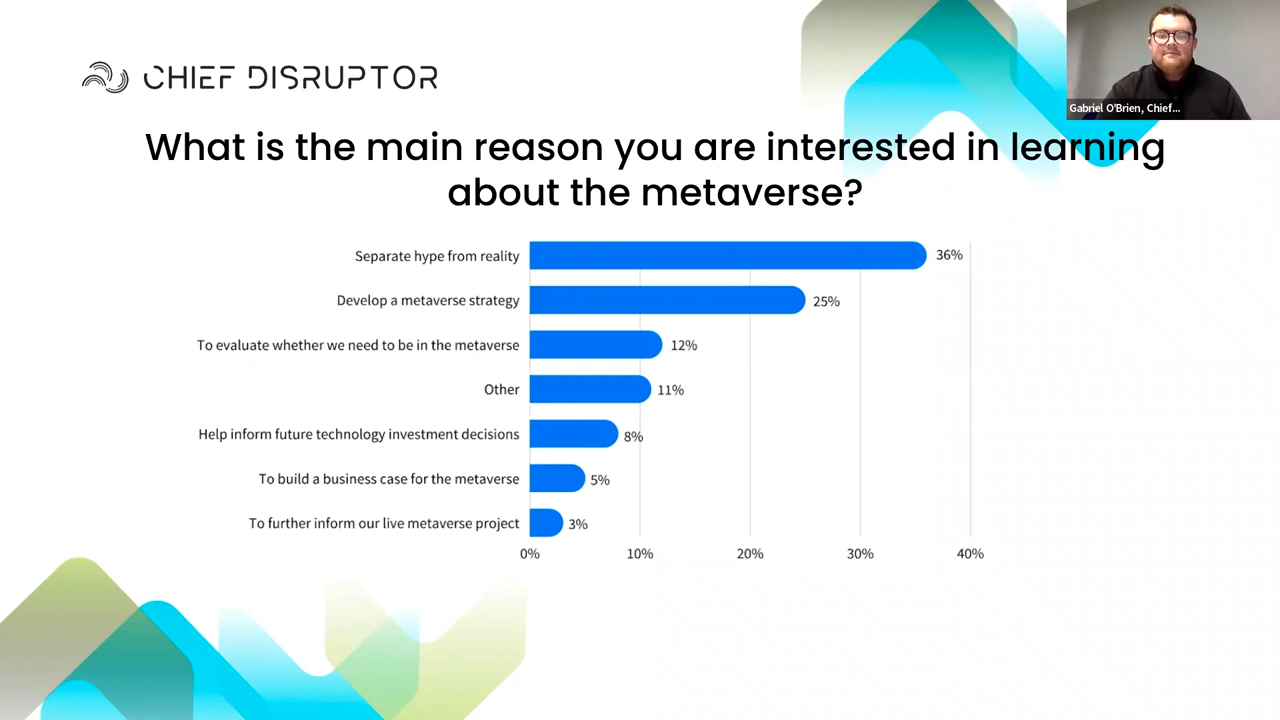 CHIEF DISRUPTOR
Gabriel O'Brien, Chief...
What is the main reason you are interested in learning
about the metaverse?
Separate hype from reality
36%
Develop a metaverse strategy
25%
To evaluate whether we need to be in the metaverse
12%
Other
11%
Help inform future technology investment decisions
8%
To build a business case for the metaverse
5%
To further inform our live metaverse project
3%
0%
10%
20%
30%
40%